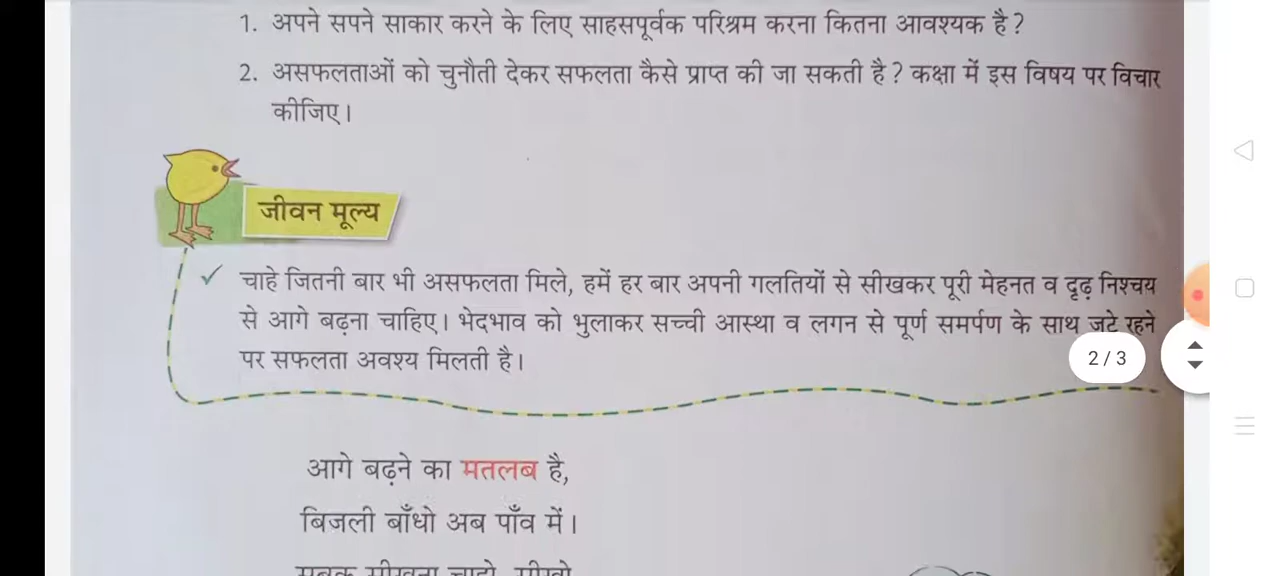 1. अपने सपने साकार करने के लिए साहसपूर्वक परिश्रम करना कितना आवश्यक है?
2. असफलताओं को चुनौती देकर सफलता कैसे प्राप्त की जा सकती है? कक्षा में इस विषय पर विचार
कीजिए।
जीवन मूल्य
✓ चाहे जितनी बार भी असफलता मिले, हमें हर बार अपनी गलतियों से सीखकर पूरी मेहनत व दृढ़ निश्चय
से आगे बढ़ना चाहिए। भेदभाव को भुलाकर सच्ची आस्था व लगन से पूर्ण समर्पण के साथ जुटे रहने
पर सफलता अवश्य मिलती है।
2 / 3
आगे बढ़ने का मतलब है,
बिजली बाँधो अब पाँव में।
सबक सीखना चाहो, सीखो